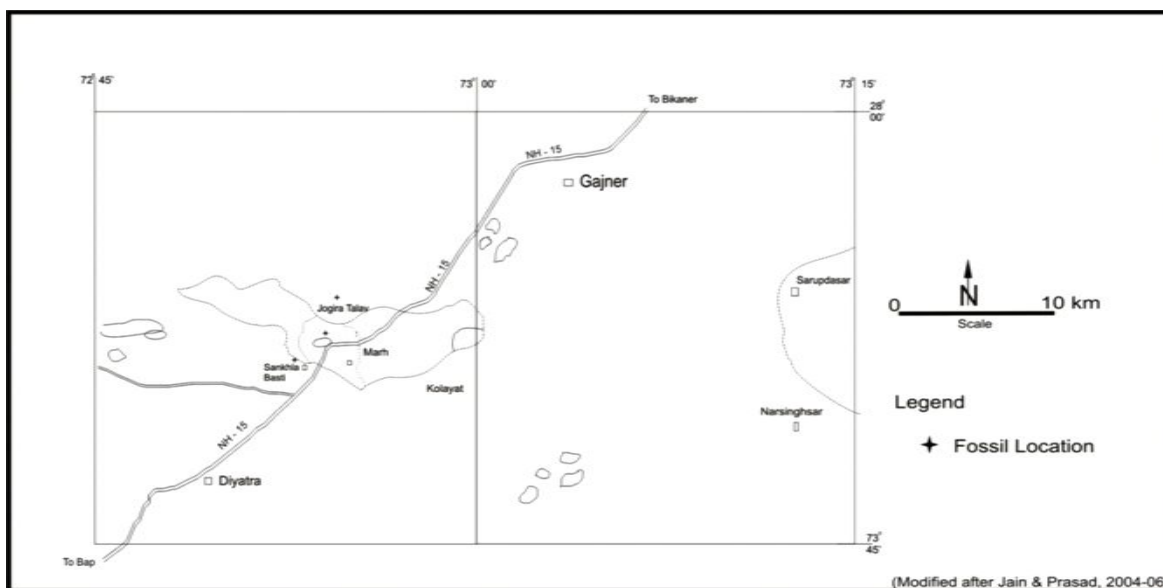 72° 45'
73° 00'
73° 15'
To Bikaner
28°
00'
NH - 15
Gajner
NH - 15
Sarupdasar
Jogira Talav
0 N 10 km
Scale
Marh
Sankhla
Basti
Kolayat
Legend
Narsinghsar
NH - 15
Fossil Location
Diyatra
73°
45'
To Bap
(Modified after Jain & Prasad, 2004-06